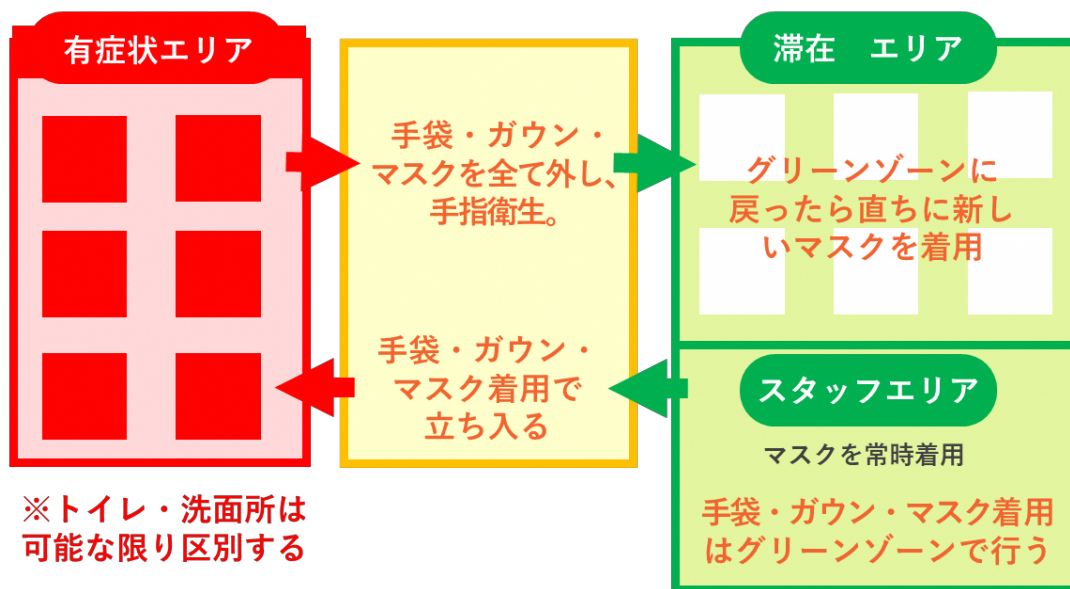 有症状エリア
手袋・ガウン・
マスクを全て外し、
手指衛生。
滞在　エリア
グリーンゾーンに
戻ったら直ちに新し
いマスクを着用
手袋・ガウン・
マスク着用で
立ち入る
スタッフエリア
マスクを常時着用
手袋・ガウン・マスク着用
はグリーンゾーンで行う
※トイレ・洗面所は
可能な限り区別する